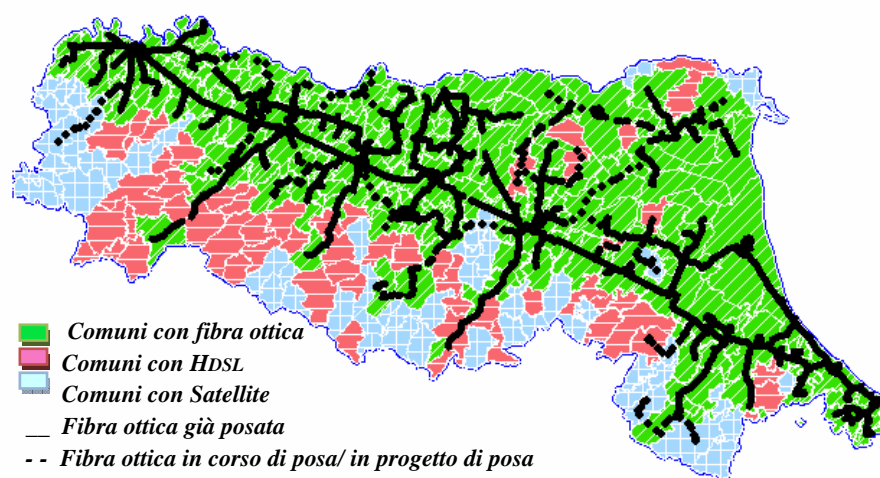 Comuni con fibra ottica
Comuni con HDSL
Comuni con Satellite
__ Fibra ottica già posata
- - Fibra ottica in corso di posa/ in progetto di posa